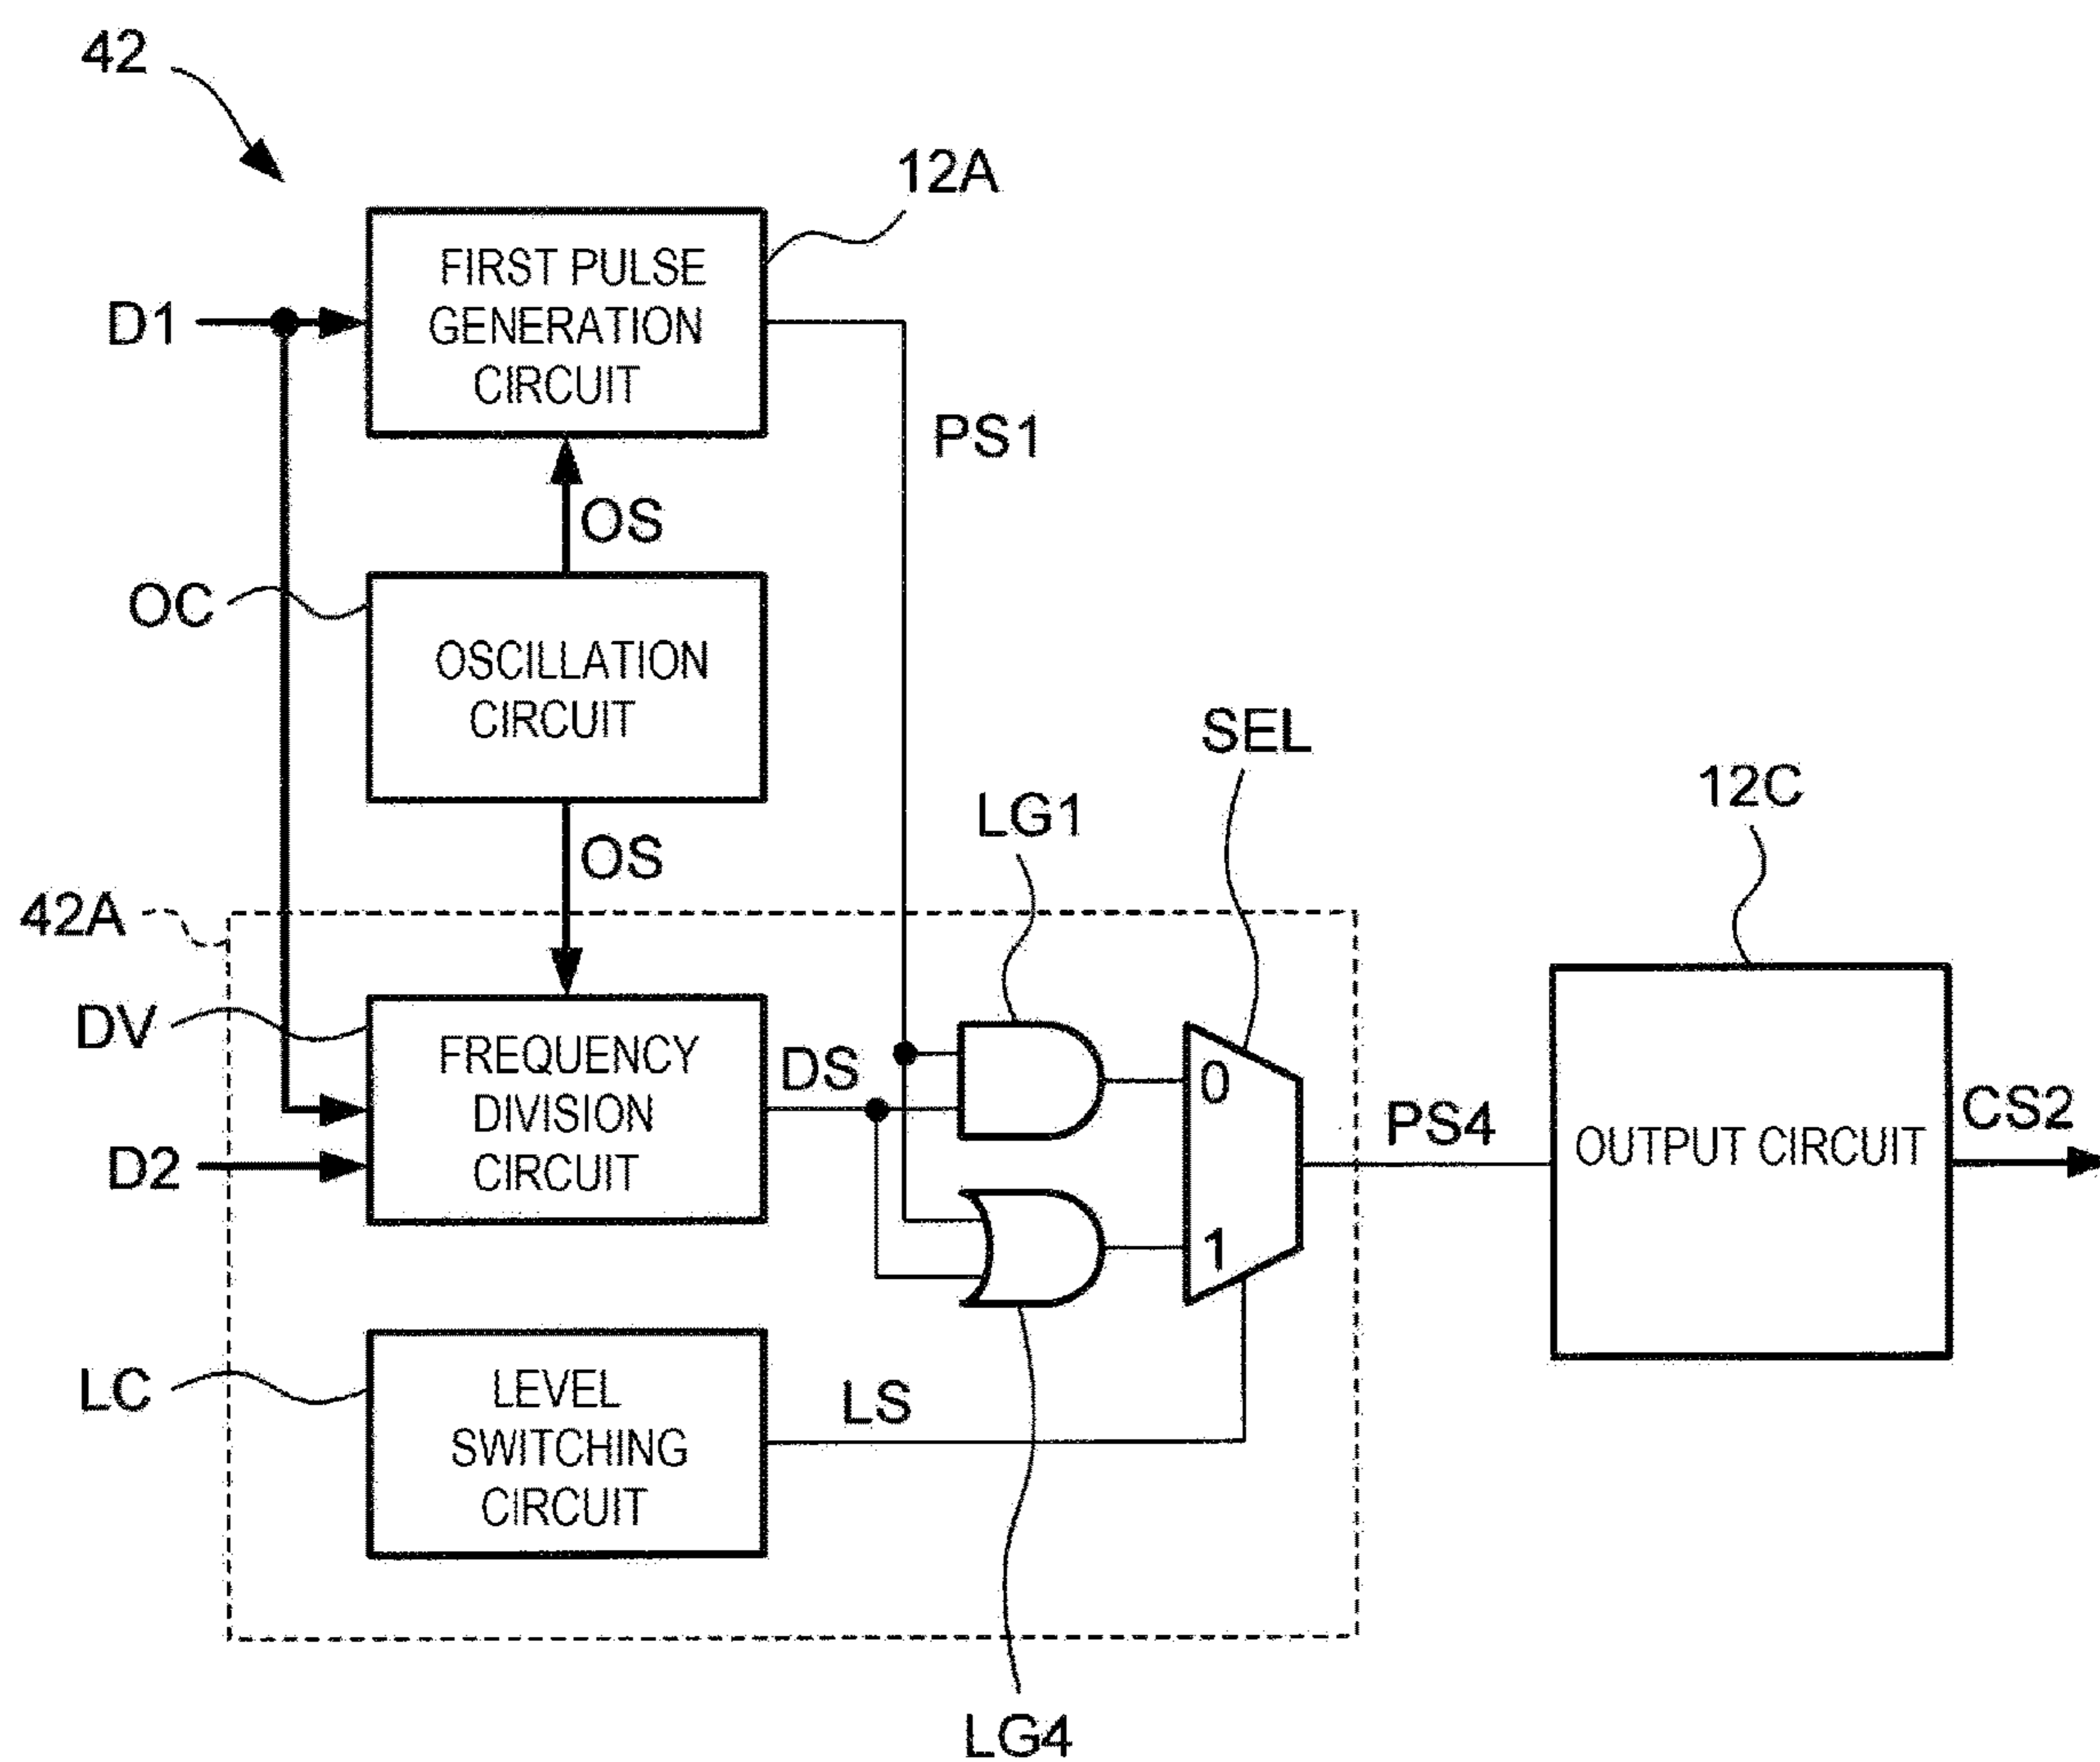 42
12A
FIRST PULSE
GENERATION
CIRCUIT
D1
PS1
OS
OC
OSCILLATION
CIRCUIT
SEL
12C
LG1
OS
42A
DV
FREQUENCY
DIVISION
CIRCUIT
DS
0
D2
PS4
OUTPUT CIRCUIT
CS2
1
LC
LEVEL
SWITCHING
CIRCUIT
LS
LG4